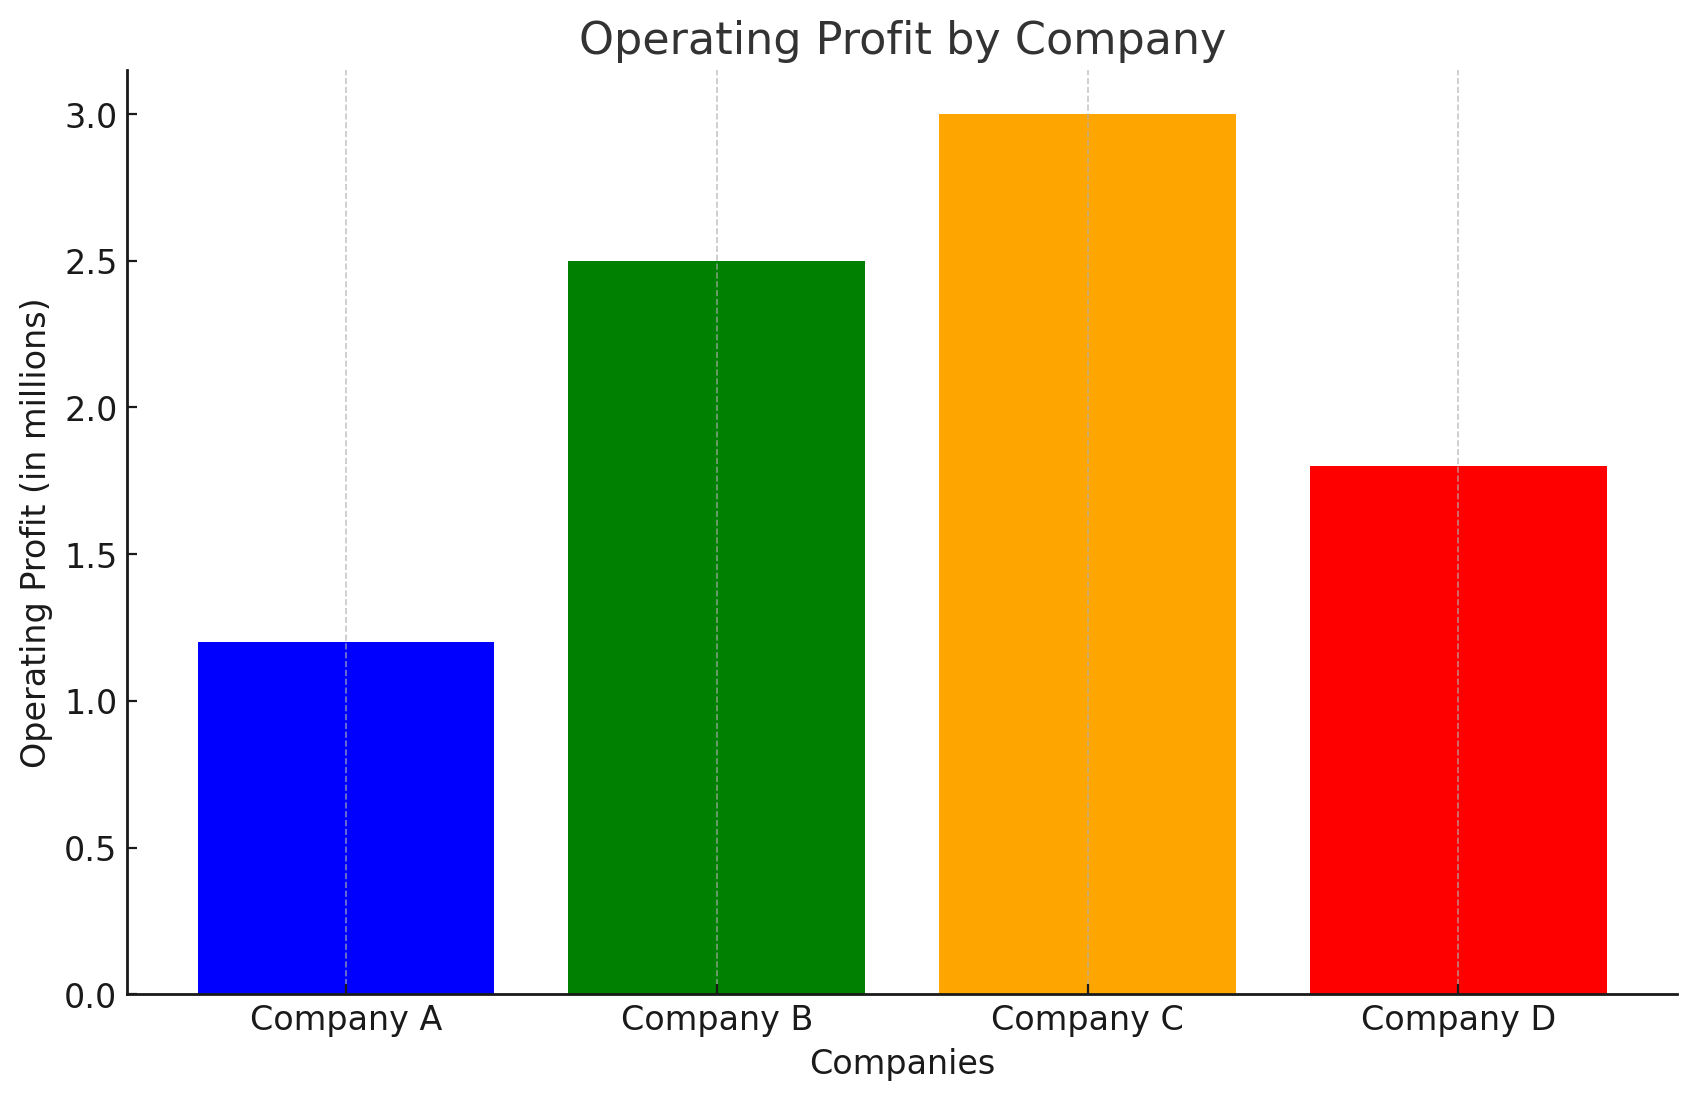 Operating Profit by Company
Operating Profit (in millions)
3.0
2.5
2.0
1.5
1.0
0.5
0.0
Company A
Company B
Company C
Company D
Companies